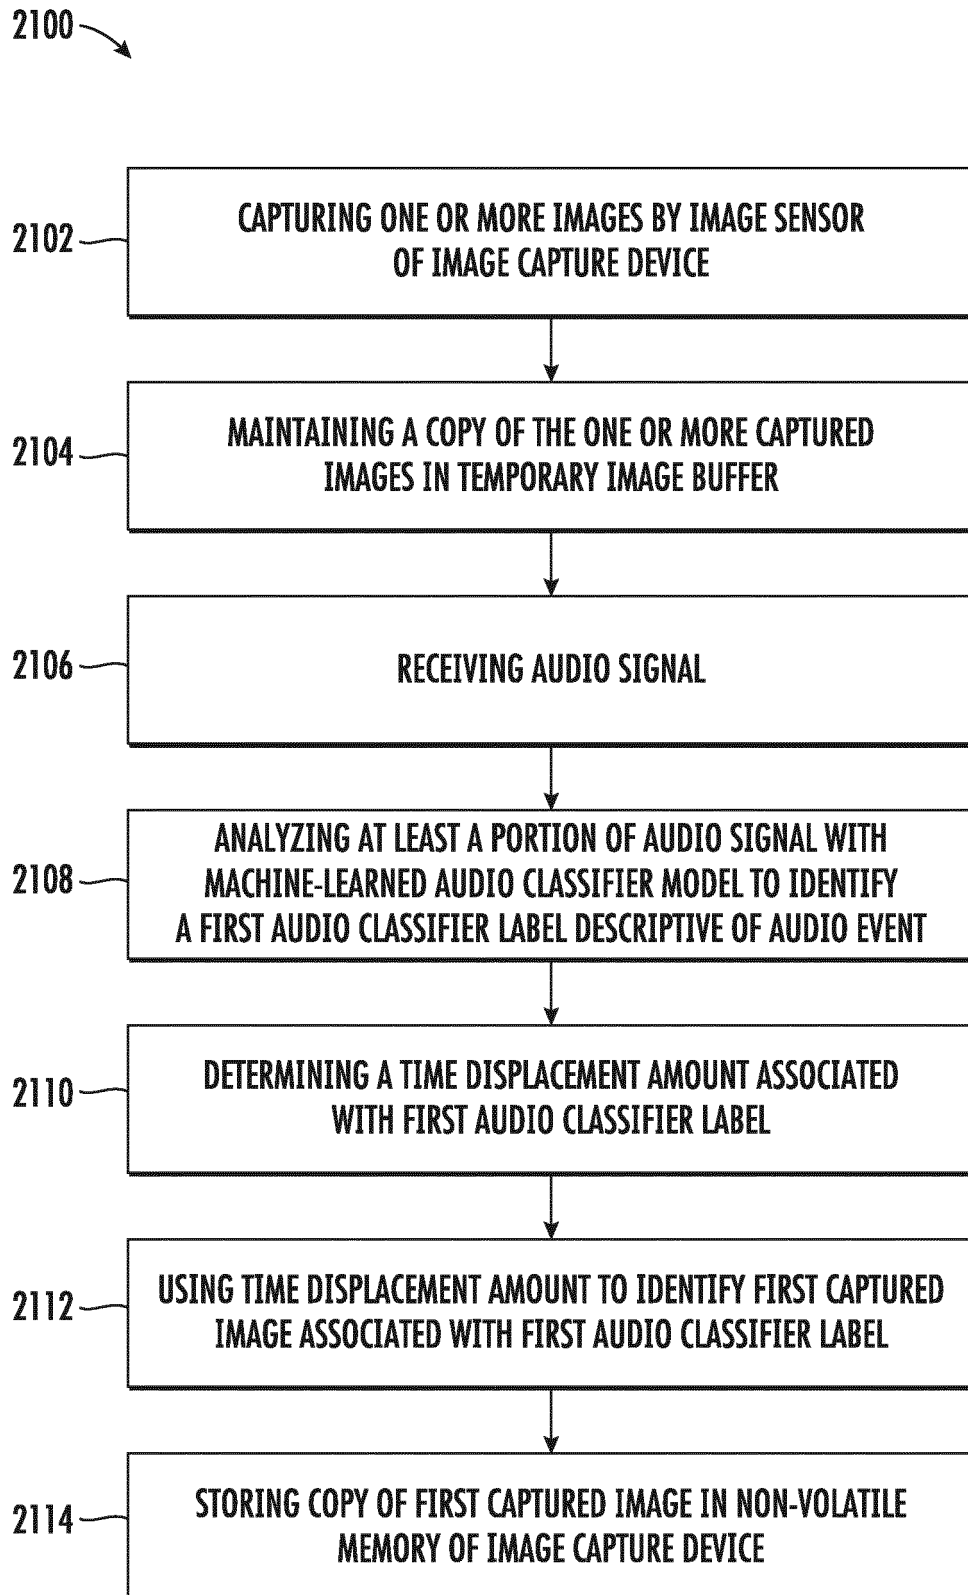 2100
2102
CAPTURING ONE OR MORE IMAGES BY IMAGE SENSOR
OF IMAGE CAPTURE DEVICE
2104
MAINTAINING A COPY OF THE ONE OR MORE CAPTURED
IMAGES IN TEMPORARY IMAGE BUFFER
2106
RECEIVING AUDIO SIGNAL
2108
ANALYZING AT LEAST A PORTION OF AUDIO SIGNAL WITH
MACHINE-LEARNED AUDIO CLASSIFIER MODEL TO IDENTIFY
A FIRST AUDIO CLASSIFIER LABEL DESCRIPTIVE OF AUDIO EVENT
2110
DETERMINING A TIME DISPLACEMENT AMOUNT ASSOCIATED
WITH FIRST AUDIO CLASSIFIER LABEL
2112
USING TIME DISPLACEMENT AMOUNT TO IDENTIFY FIRST CAPTURED
IMAGE ASSOCIATED WITH FIRST AUDIO CLASSIFIER LABEL
2114
STORING COPY OF FIRST CAPTURED IMAGE IN NON-VOLATILE
MEMORY OF IMAGE CAPTURE DEVICE